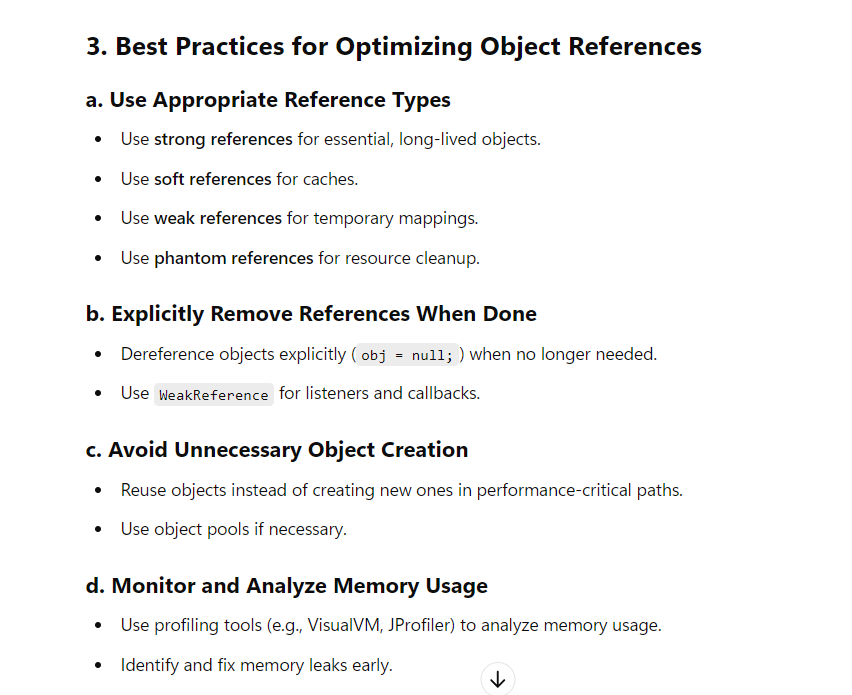 3. Best Practices for Optimizing Object References
a. Use Appropriate Reference Types
• Use strong references for essential, long-lived objects.
• Use soft references for caches.
• Use weak references for temporary mappings.
• Use phantom references for resource cleanup.
b. Explicitly Remove References When Done
• Dereference objects explicitly (obj = null;) when no longer needed.
• Use WeakReference for listeners and callbacks.
c. Avoid Unnecessary Object Creation
• Reuse objects instead of creating new ones in performance-critical paths.
• Use object pools if necessary.
d. Monitor and Analyze Memory Usage
• Use profiling tools (e.g., VisualVM, JProfiler) to analyze memory usage.
• Identify and fix memory leaks early.